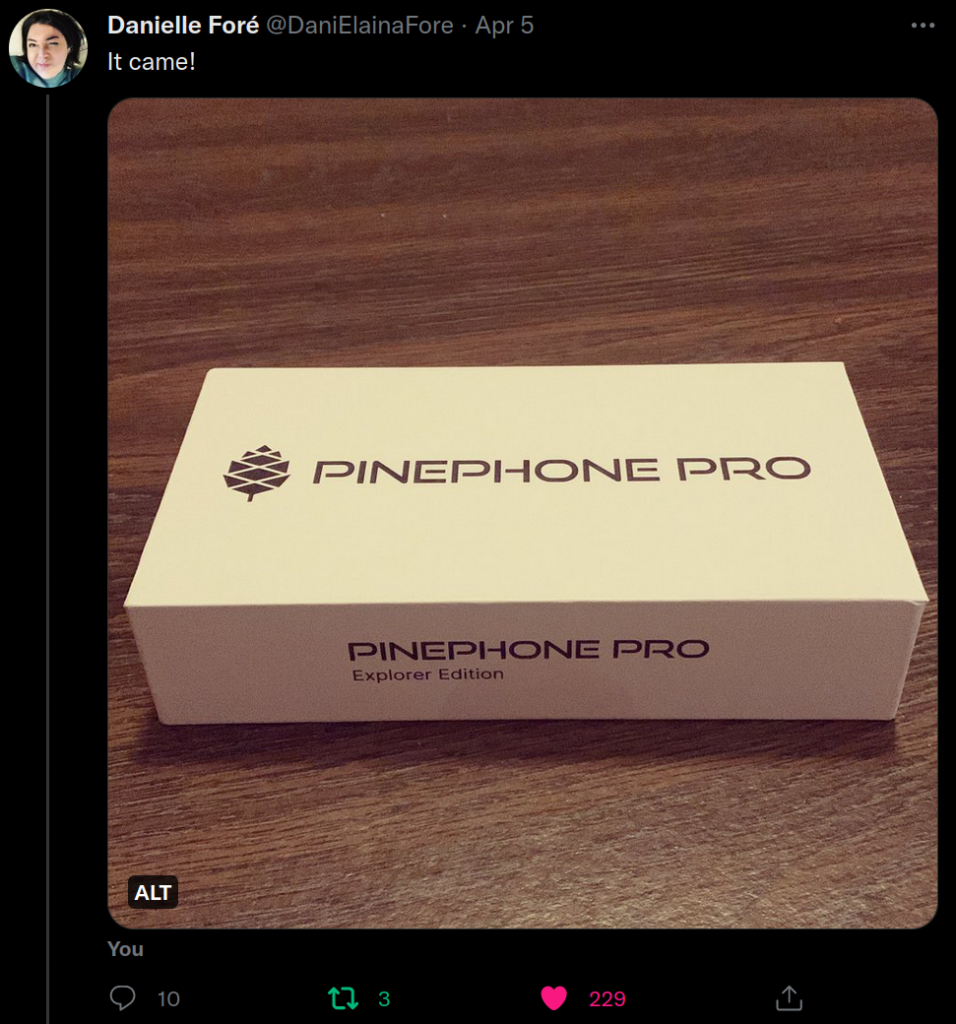 Danielle Foré @DaniElainaFore · Apr 5
It came!
PINEPHONE PRO
PINEPHONE PRO
Explorer Edition
ALT
You
10 3 229